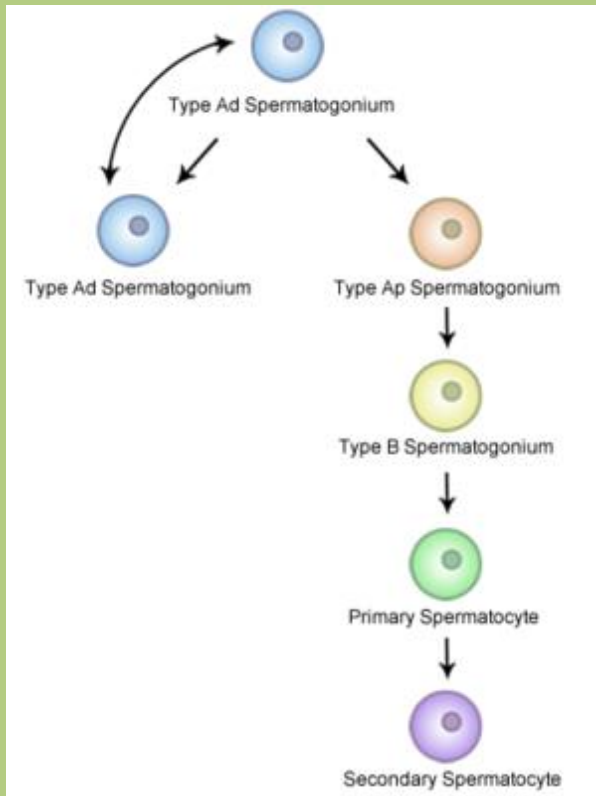 Type Ad Spermatogonium
Type Ad Spermatogonium
Type Ap Spermatogonium
Type B Spermatogonium
Primary Spermatocyte
Secondary Spermatocyte